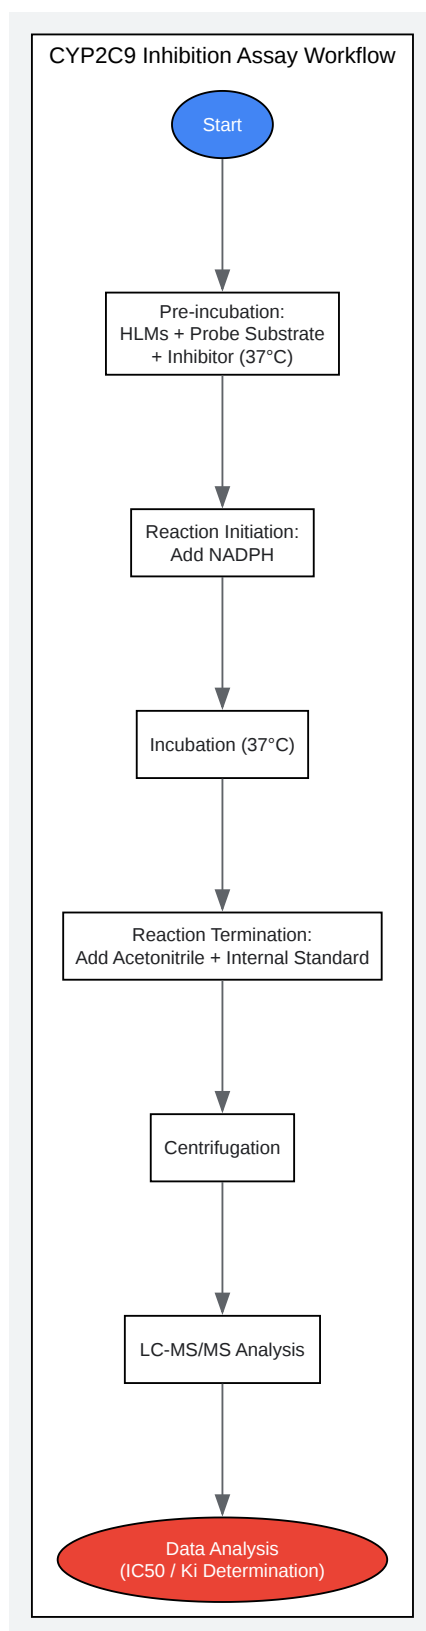 CYP2C9 Inhibition Assay Workflow
Start
Pre-incubation:
HLMs + Probe Substrate
+ Inhibitor (37°C)
Reaction Initiation:
Add NADPH
Incubation (37°C)
Reaction Termination:
Add Acetonitrile + Internal Standard
Centrifugation
LC-MS/MS Analysis
Data Analysis
(IC50 / Ki Determination)